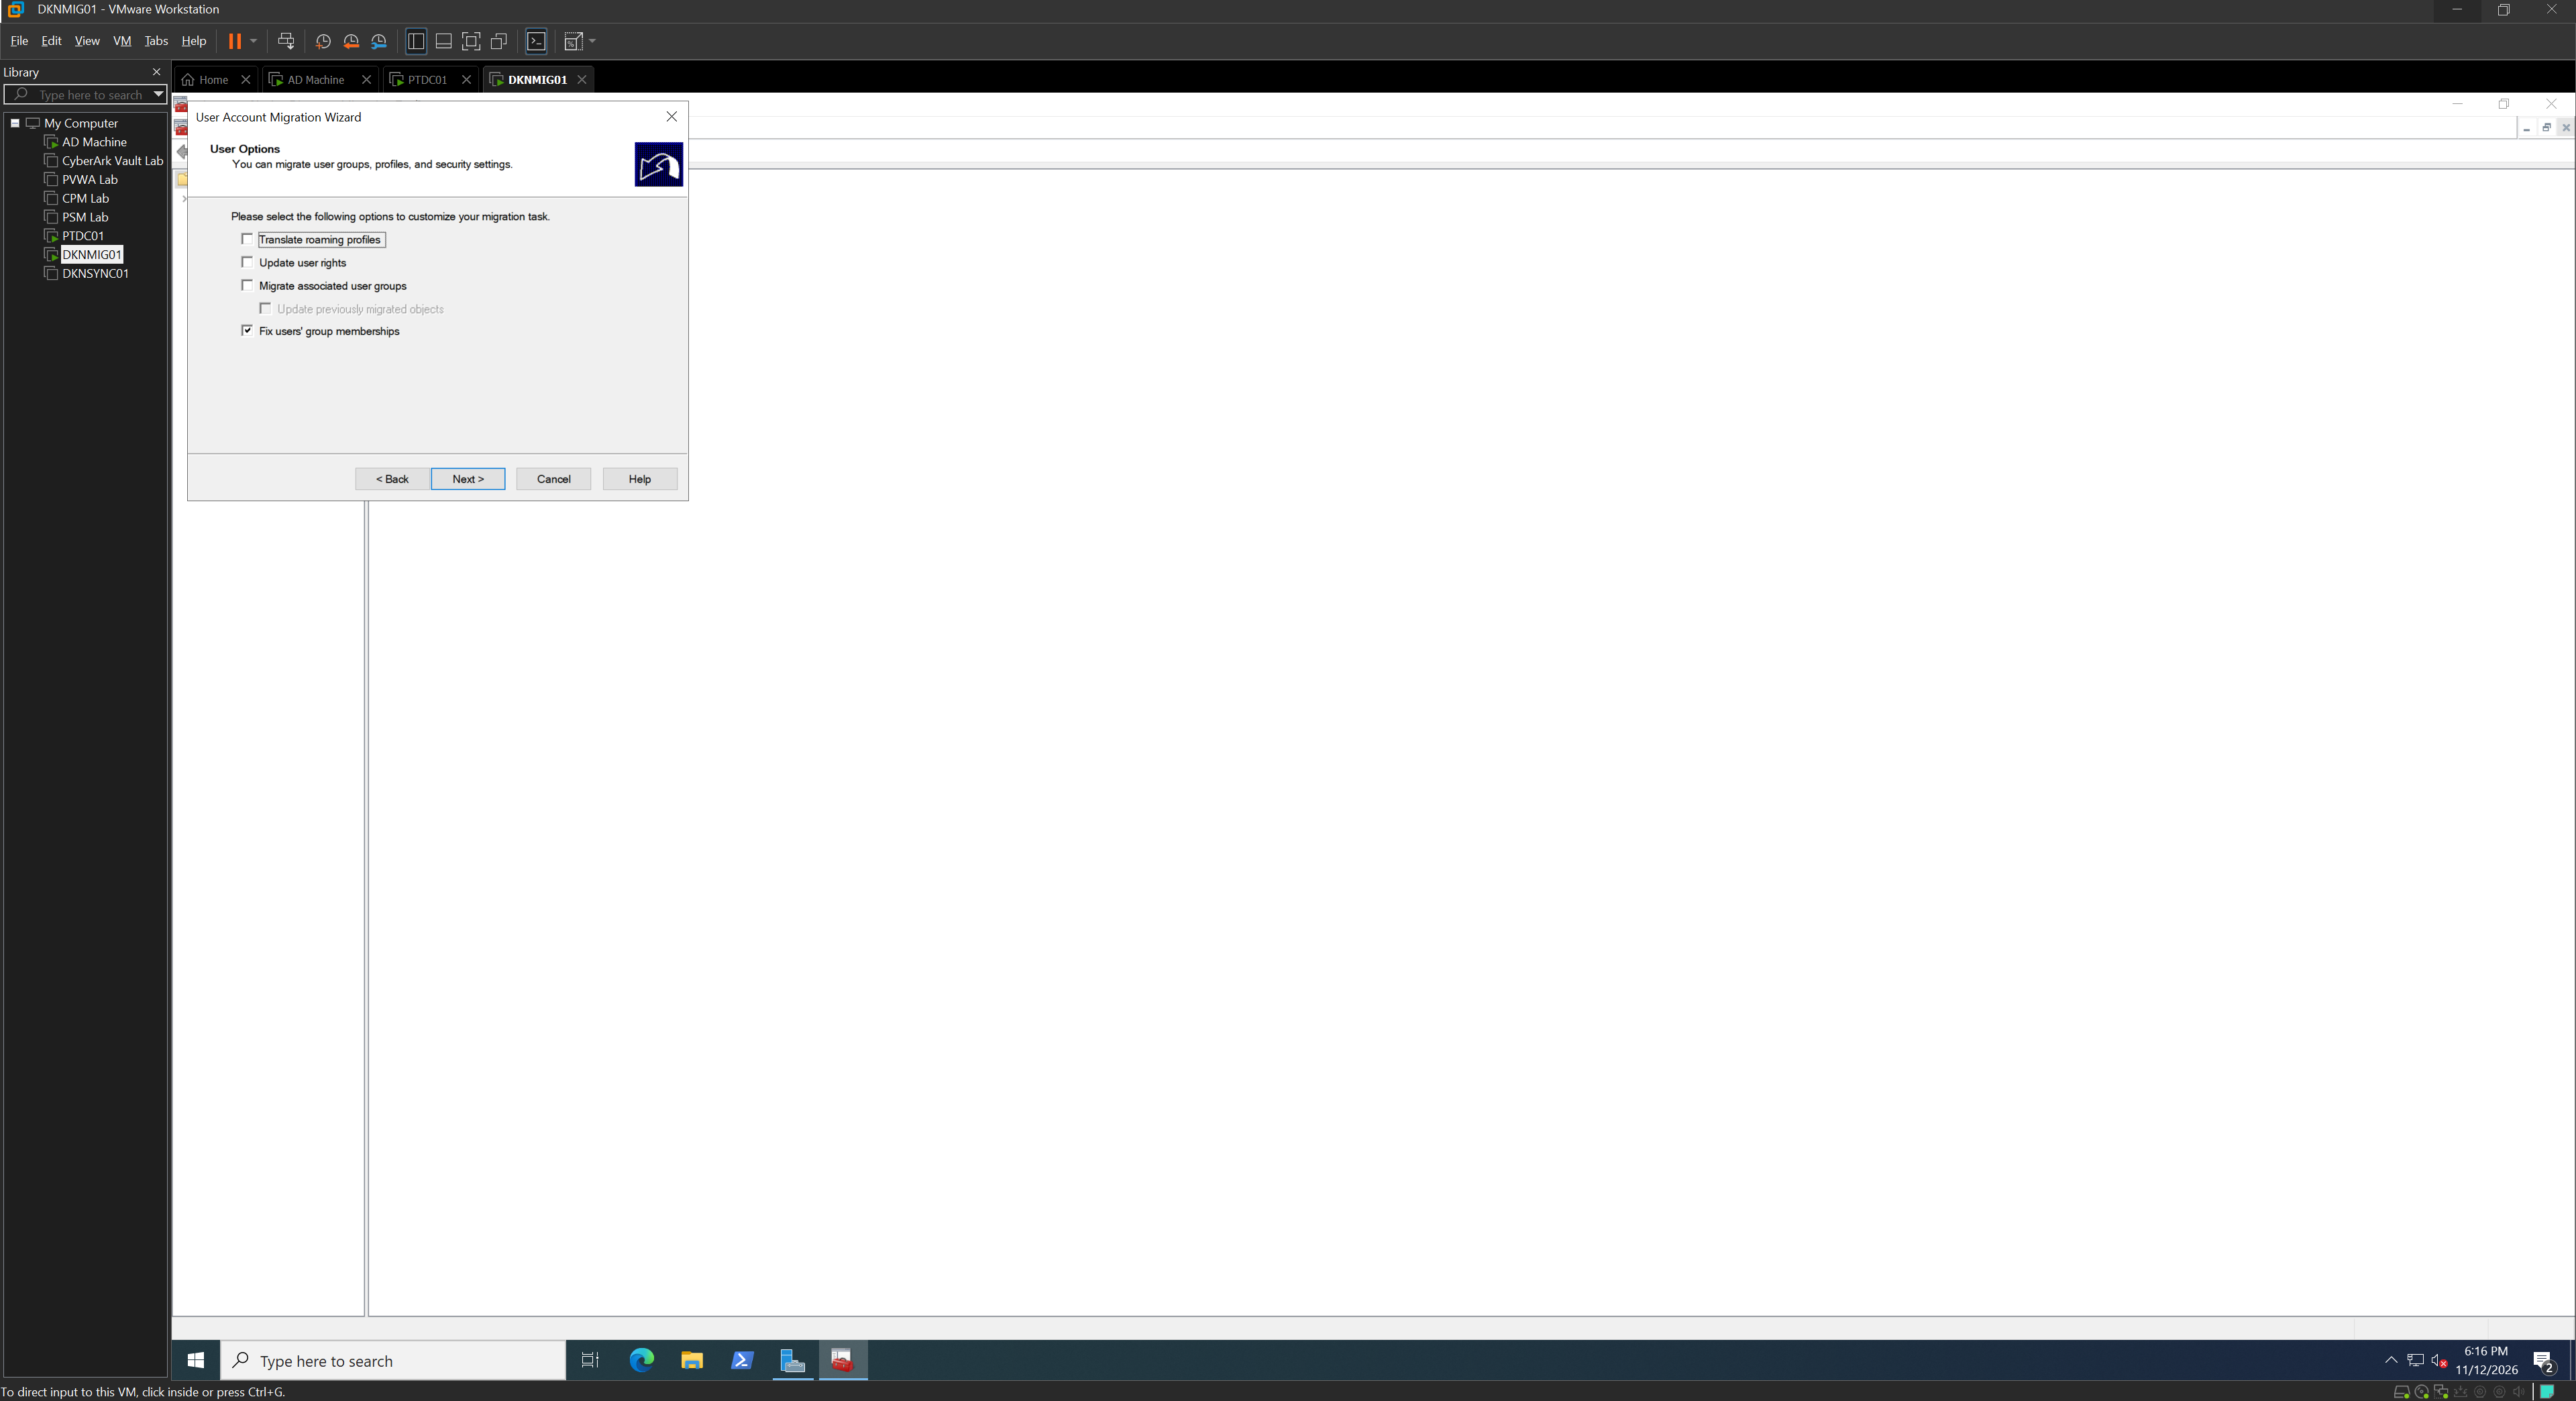 DKNMIG01 - VMware Workstation
File Edit View VM Tabs Help
Library
Type here to search
My Computer
AD Machine
CyberArk Vault Lab
PVWA Lab
CPM Lab
PSM Lab
PTDC01
DKNMIG01
DKNSYNC01
Home AD Machine PTDC01 DKNMIG01
User Account Migration Wizard
User Options
You can migrate user groups, profiles, and security settings.
Please select the following options to customize your migration task.
Translate roaming profiles
Update user rights
Migrate associated user groups
Update previously migrated objects
Fix users' group memberships
< Back Next > Cancel Help
Type here to search
6:16 PM
11/12/2026
2
To direct input to this VM, click inside or press Ctrl+G.